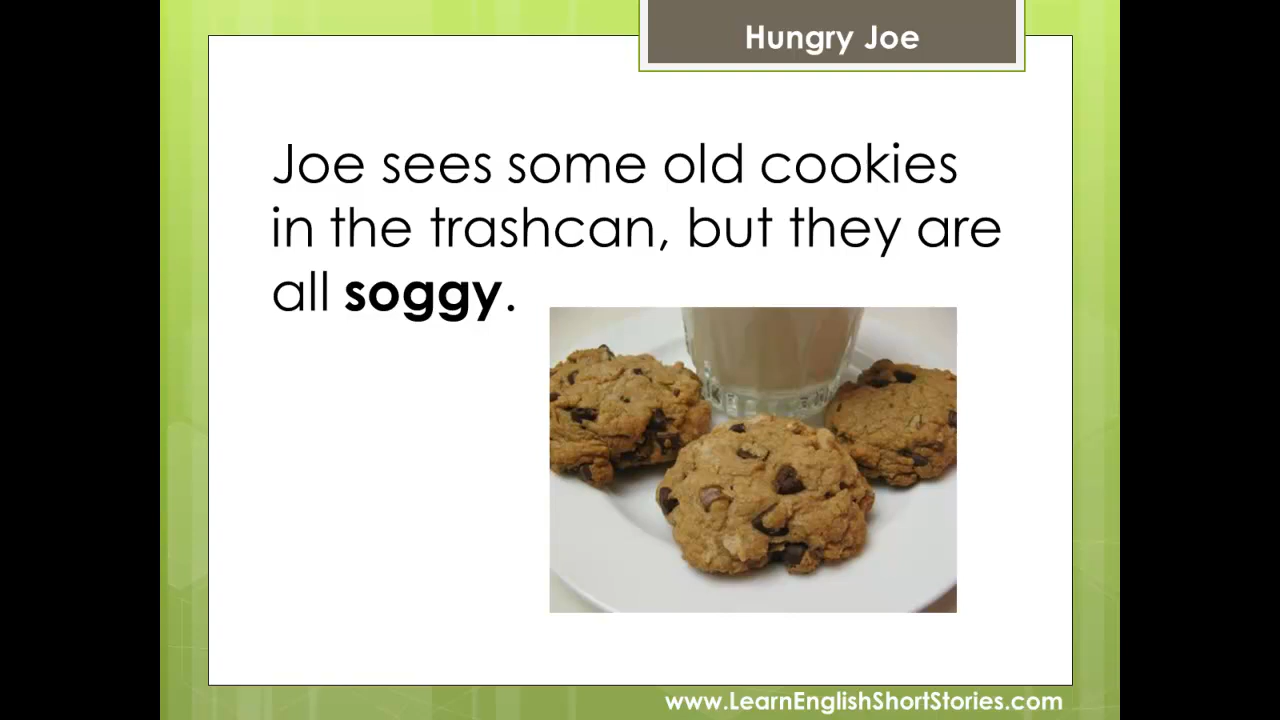 Hungry Joe
Joe sees some old cookies
in the trashcan, but they are
all soggy.
www.LearnEnglishShortStories.com